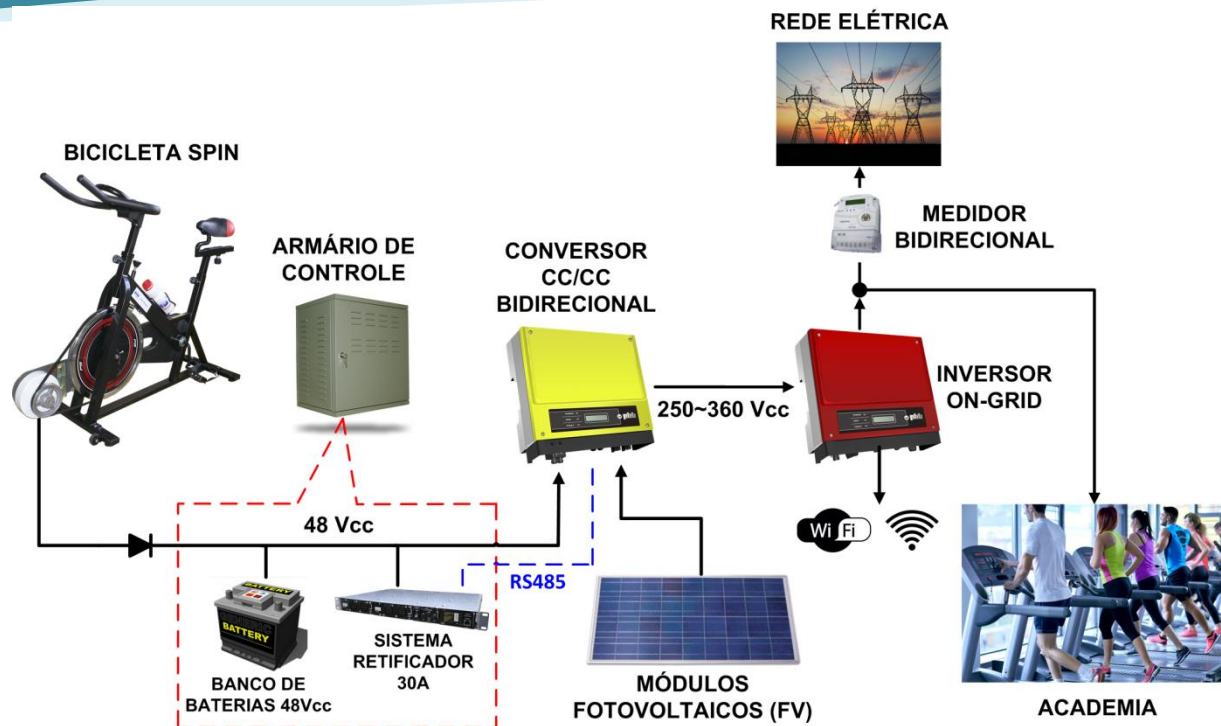 REDE ELÉTRICA
BICICLETA SPIN
ARMÁRIO DE
CONTROLE
CONVERSOR
CC/CC
BIDIRECIONAL
MEDIDOR
BIDIRECIONAL
250~360 Vcc
INVERSOR
ON-GRID
48 Vcc
Wi Fi
RS485
BATTERY
BATTERY
BANCO DE
BATERIAS 48Vcc
SISTEMA
RETIFICADOR
30A
MÓDULOS
FOTOVOLTAICOS (FV)
ACADEMIA